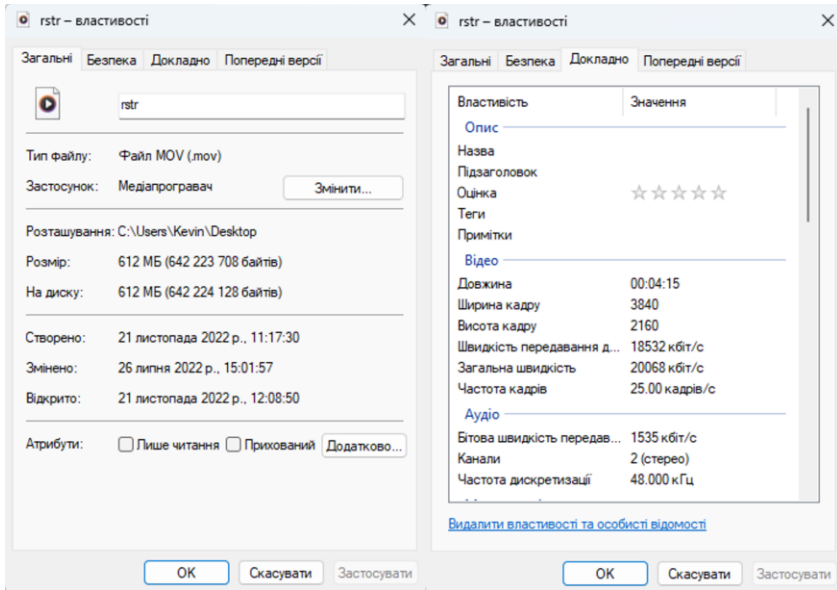 rstr – властивості
Загальні Безпека Докладно Попередні версії
rstr
Тип файлу: Файл MOV (.mov)
Застосунок: Медіапрогравач Змінити...
Розташування: C:\Users\Kevin\Desktop
Розмір: 612 МБ (642 223 708 байтів)
На диску: 612 МБ (642 224 128 байтів)
Створено: 21 листопада 2022 р., 11:17:30
Змінено: 26 липня 2022 р., 15:01:57
Відкрито: 21 листопада 2022 р., 12:08:50
Атрибути: Лише читання Прихований Додатково...
OK Скасувати Застосувати
rstr – властивості
Загальні Безпека Докладно Попередні версії
Властивість Значення
Опис
Назва
Підзаголовок
Оцінка
Теги
Примітки
Відео
Довжина 00:04:15
Ширина кадру 3840
Висота кадру 2160
Швидкість передавання д... 18532 кбіт/с
Загальна швидкість 20068 кбіт/с
Частота кадрів 25.00 кадрів/с
Аудіо
Бітова швидкість передав... 1535 кбіт/с
Канали 2 (стерео)
Частота дискретизації 48.000 кГц
Видалити властивості та особисті відомості
OK Скасувати Застосувати